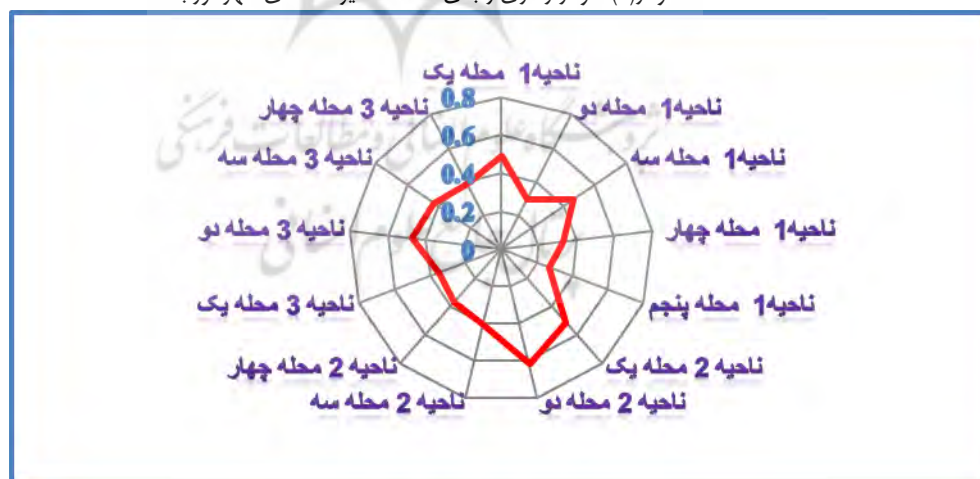 ناحیه1 محله یک
ناحیه1 محله دو
ناحیه1 محله سه
ناحیه1 محله چهار
ناحیه1 محله پنجم
ناحیه 2 محله یک
ناحیه 2 محله دو
ناحیه 2 محله سه
ناحیه 2 محله چهار
ناحیه 3 محله یک
ناحیه 3 محله دو
ناحیه 3 محله سه
ناحیه 3 محله چهار
0.8
0.6
0.4
0.2
0